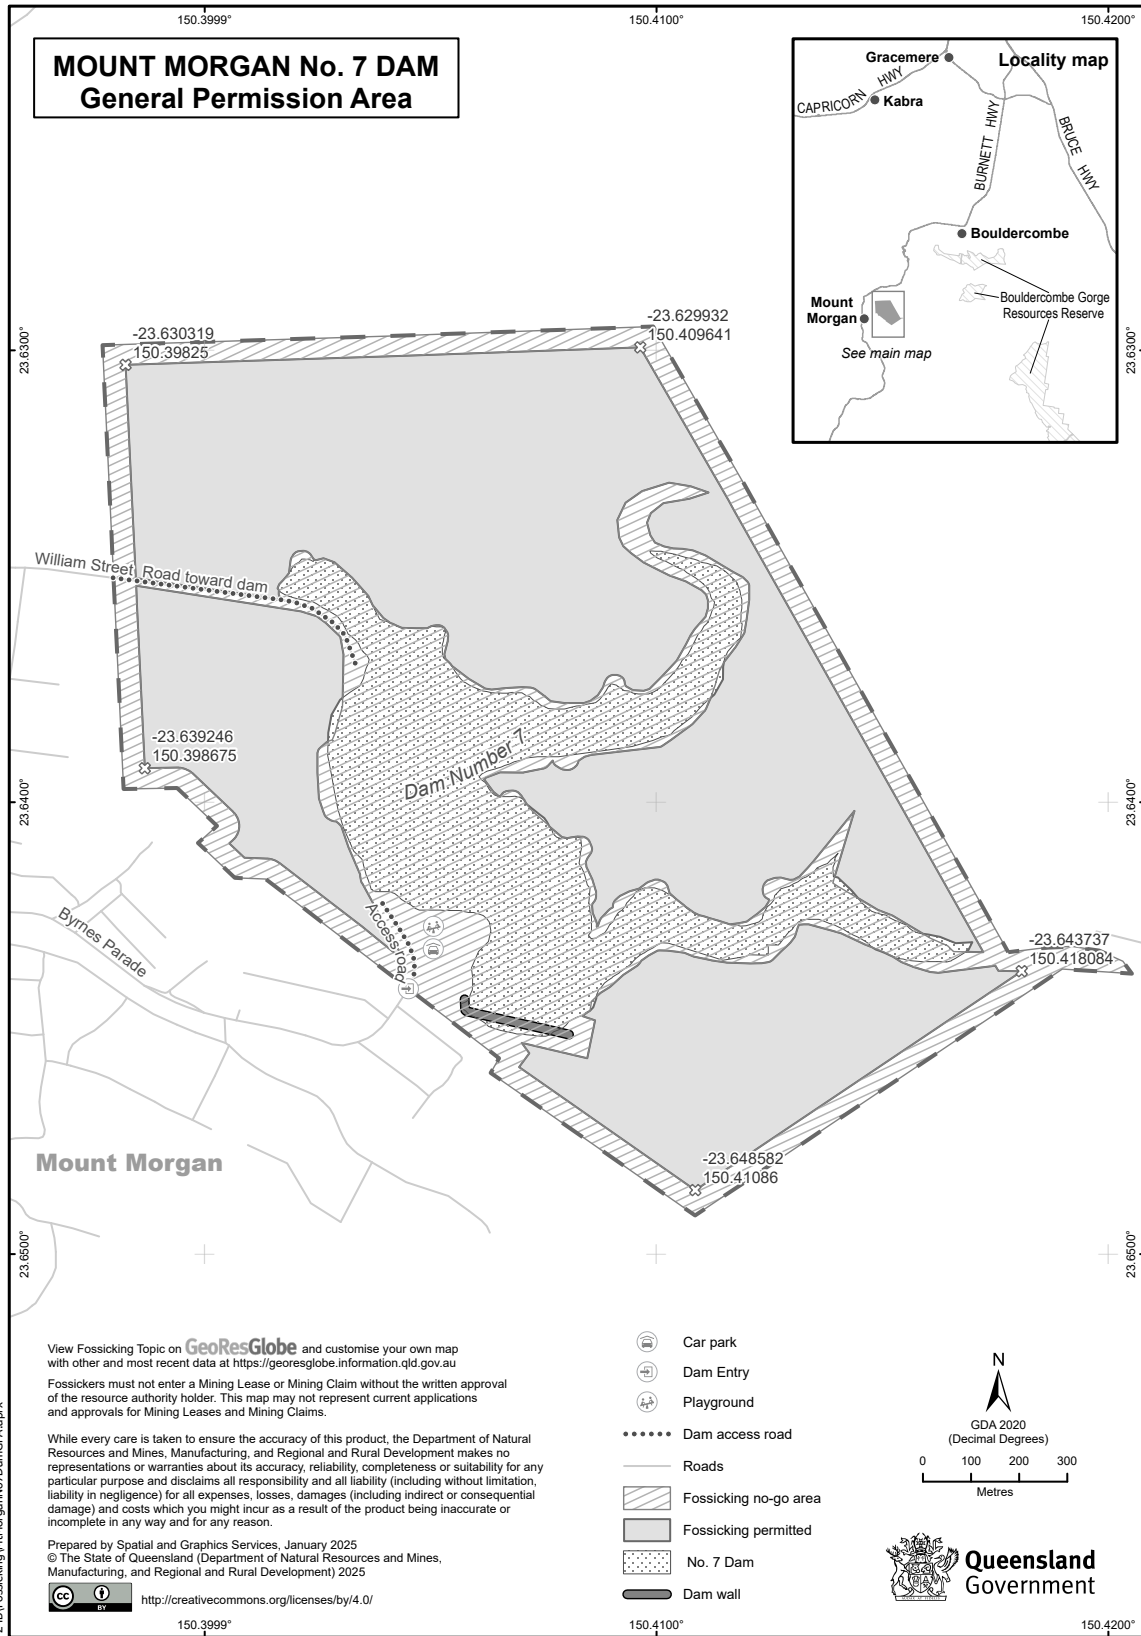 150.3999°
150.4100°
150.4200°
MOUNT MORGAN No. 7 DAM
General Permission Area
Locality map
Gracemere
CAPRICORN HWY
Kabra
BURNETT HWY
BRUCE HWY
Bouldercombe
Bouldercombe Gorge
Resources Reserve
Mount
Morgan
See main map
23.6300°
23.6300°
-23.630319
150.39825
-23.629932
150.409641
William Street
Road toward dam
-23.639246
150.398675
Dam Number 7
23.6400°
23.6400°
Byrnes Parade
Access road
-23.643737
150.418084
Mount Morgan
-23.648582
150.41086
23.6500°
23.6500°
View Fossicking Topic on GeoResGlobe and customise your own map
with other and most recent data at https://georesglobe.information.qld.gov.au
Fossickers must not enter a Mining Lease or Mining Claim without the written approval
of the resource authority holder. This map may not represent current applications
and approvals for Mining Leases and Mining Claims.
While every care is taken to ensure the accuracy of this product, the Department of Natural
Resources and Mines, Manufacturing, and Regional and Rural Development makes no
representations or warranties about its accuracy, reliability, completeness or suitability for any
particular purpose and disclaims all responsibility and all liability (including without limitation,
liability in negligence) for all expenses, losses, damages (including indirect or consequential
damage) and costs which you might incur as a result of the product being inaccurate or
incomplete in any way and for any reason.
Prepared by Spatial and Graphics Services, January 2025
© The State of Queensland (Department of Natural Resources and Mines,
Manufacturing, and Regional and Rural Development) 2025
cc
BY
http://creativecommons.org/licenses/by/4.0/
Car park
Dam Entry
Playground
Dam access road
Roads
Fossicking no-go area
Fossicking permitted
No. 7 Dam
Dam wall
N
GDA 2020
(Decimal Degrees)
0 100 200 300
Metres
Queensland
Government
150.3999°
150.4100°
150.4200°